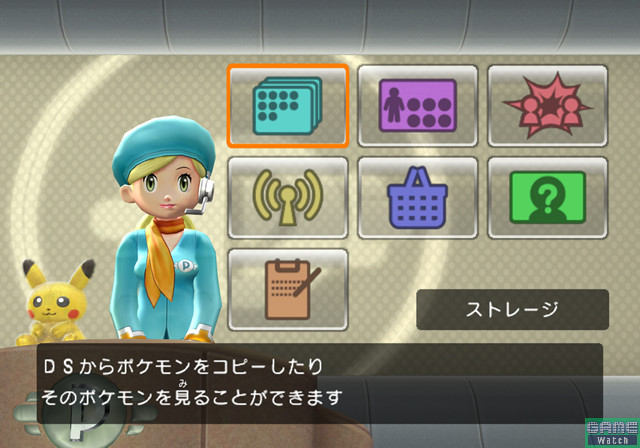 ストレージ
DSからポケモンをコピーしたり
そのポケモンを見ることができます
み
P
P
GAME
Watch